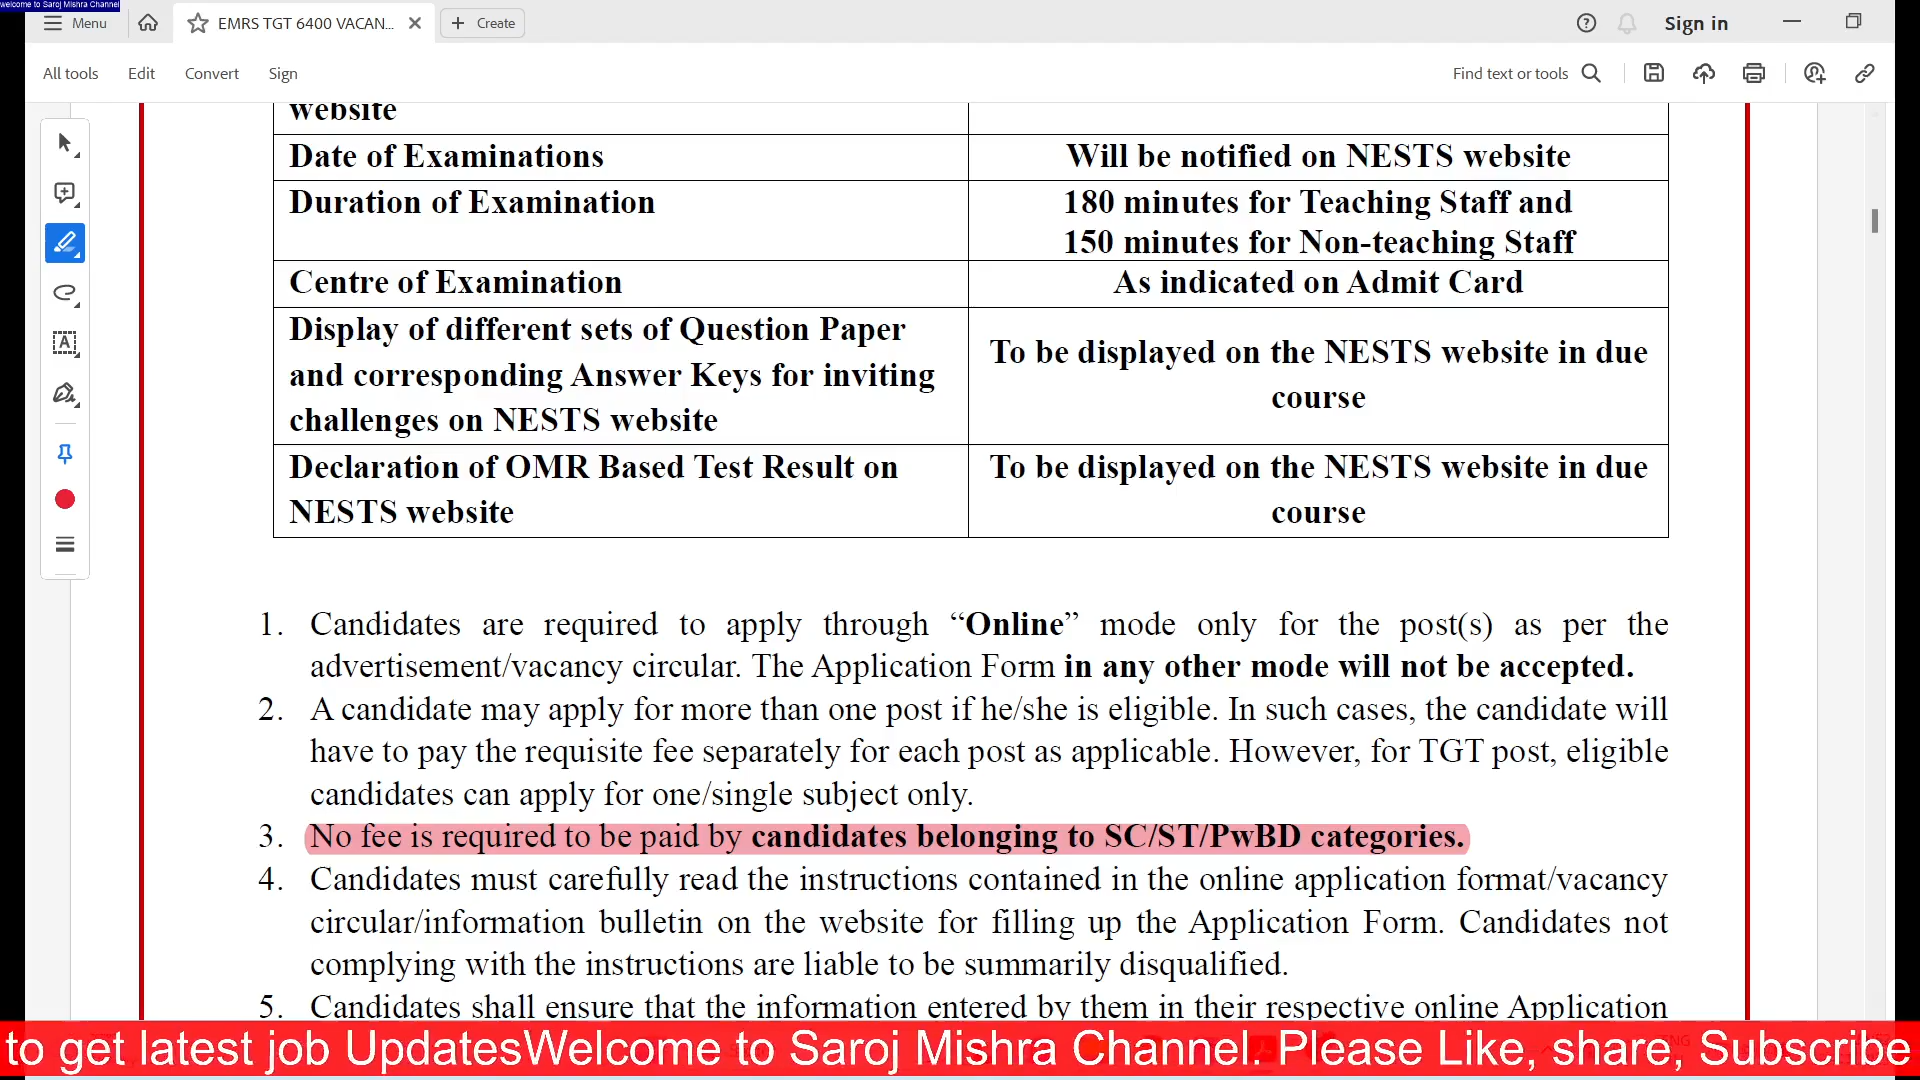 welcome to Saroj Mishra Channel
Menu
EMRS TGT 6400 VACAN...
Create
Sign in
All tools
Edit
Convert
Sign
Find text or tools
website
Date of Examinations
Will be notified on NESTS website
Duration of Examination
180 minutes for Teaching Staff and
150 minutes for Non-teaching Staff
Centre of Examination
As indicated on Admit Card
Display of different sets of Question Paper
and corresponding Answer Keys for inviting
challenges on NESTS website
To be displayed on the NESTS website in due
course
Declaration of OMR Based Test Result on
NESTS website
To be displayed on the NESTS website in due
course
1. Candidates are required to apply through “Online” mode only for the post(s) as per the
advertisement/vacancy circular. The Application Form in any other mode will not be accepted.
2. A candidate may apply for more than one post if he/she is eligible. In such cases, the candidate will
have to pay the requisite fee separately for each post as applicable. However, for TGT post, eligible
candidates can apply for one/single subject only.
3. No fee is required to be paid by candidates belonging to SC/ST/PwBD categories.
4. Candidates must carefully read the instructions contained in the online application format/vacancy
circular/information bulletin on the website for filling up the Application Form. Candidates not
complying with the instructions are liable to be summarily disqualified.
5. Candidates shall ensure that the information entered by them in their respective online Application
to get latest job UpdatesWelcome to Saroj Mishra Channel. Please Like, share, Subscribe